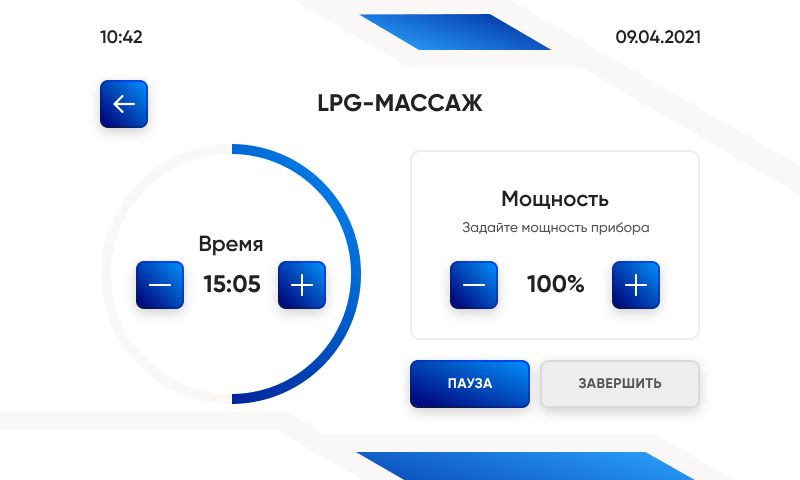 10:42
09.04.2021
LPG-МАССАЖ
Время
15:05
Мощность
Задайте мощность прибора
100%
ПАУЗА
ЗАВЕРШИТЬ